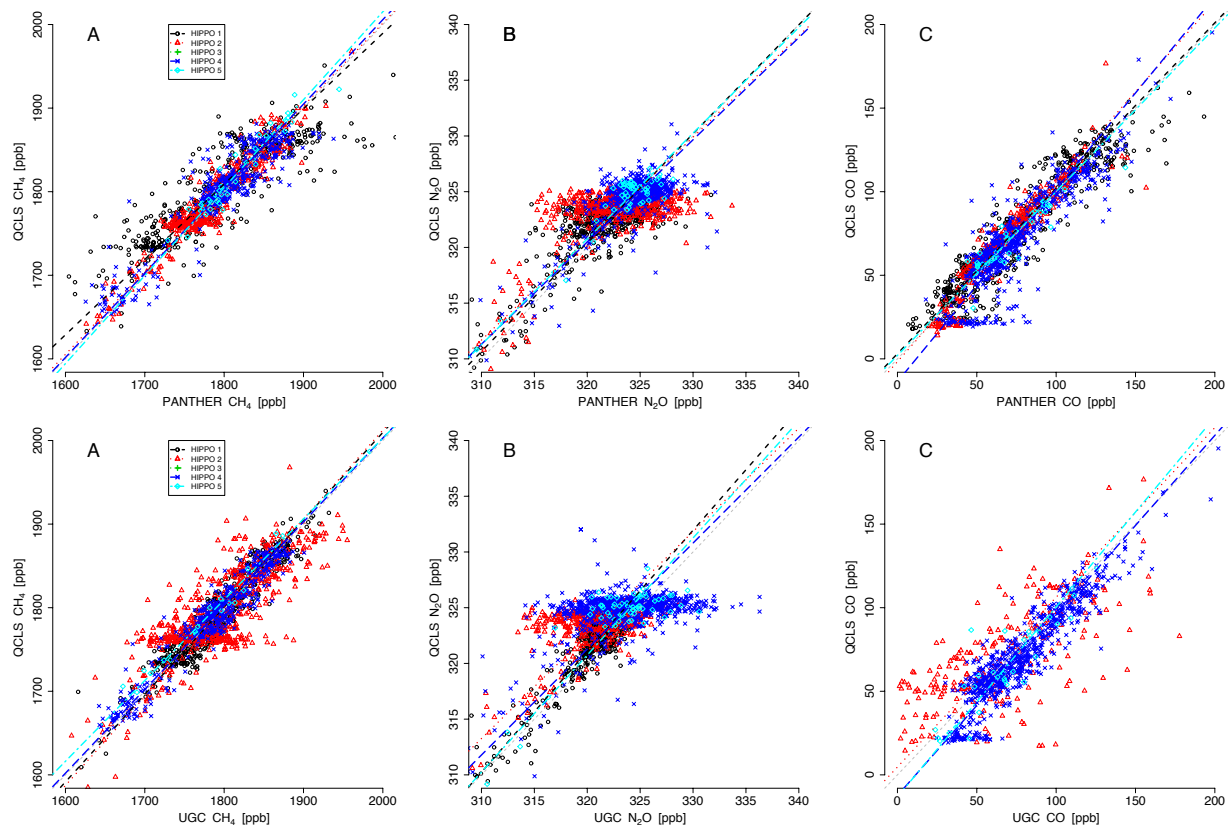 A
HIPPO 1
HIPPO 2
HIPPO 3
HIPPO 4
HIPPO 5
QCLS CH₄ [ppb]
2000
1900
1800
1700
1600
1600 1700 1800 1900 2000
PANTHER CH₄ [ppb]
B
QCLS N₂O [ppb]
340
335
330
325
320
315
310
310 315 320 325 330 335 340
PANTHER N₂O [ppb]
C
QCLS CO [ppb]
200
150
100
50
0
0 50 100 150 200
PANTHER CO [ppb]
A
HIPPO 1
HIPPO 2
HIPPO 3
HIPPO 4
HIPPO 5
QCLS CH₄ [ppb]
2000
1900
1800
1700
1600
1600 1700 1800 1900 2000
UGC CH₄ [ppb]
B
QCLS N₂O [ppb]
340
335
330
325
320
315
310
310 315 320 325 330 335 340
UGC N₂O [ppb]
C
QCLS CO [ppb]
200
150
100
50
0
0 50 100 150 200
UGC CO [ppb]